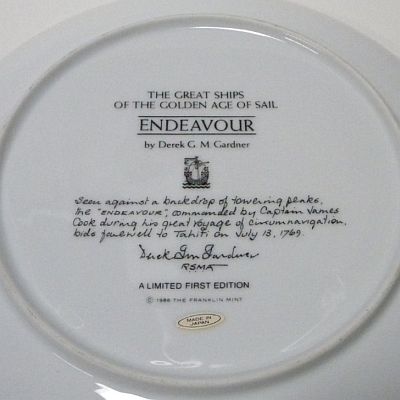 THE GREAT SHIPS
OF THE GOLDEN AGE OF SAIL
ENDEAVOUR
by Derek G. M. Gardner
Seen against a backdrop of towering peaks,
the "ENDEAVOUR", commanded by Captain James
Cook during his great voyage of circumnavigation,
bids farewell to Tahiti on July 13, 1769.
Derek Gm Gardner
RSMA
A LIMITED FIRST EDITION
© 1986 THE FRANKLIN MINT
MADE IN
JAPAN